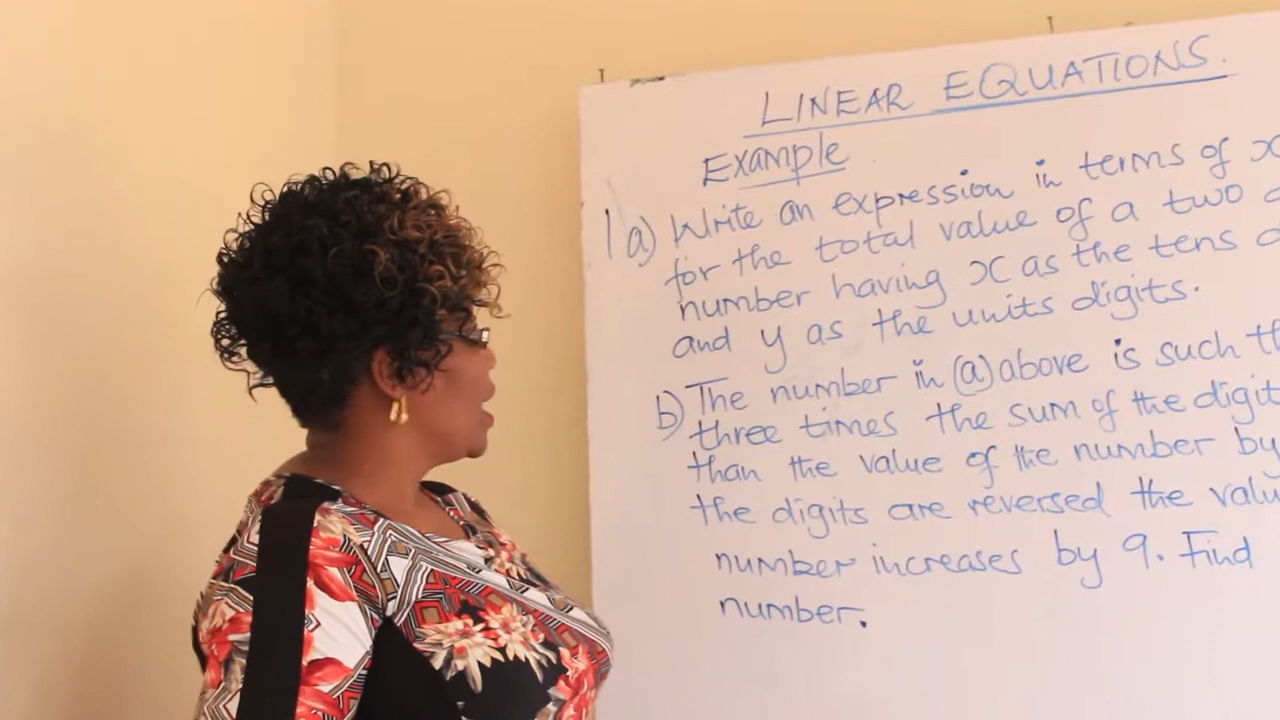 LINEAR EQUATIONS.
Example
1 a) Write an expression in terms of x
for the total value of a two
number having x as the tens
and y as the units digits.
b) The number in (a) above is such
three times the sum of the digit
than the value of the number by
the digits are reversed the valu
number increases by 9. Find
number.